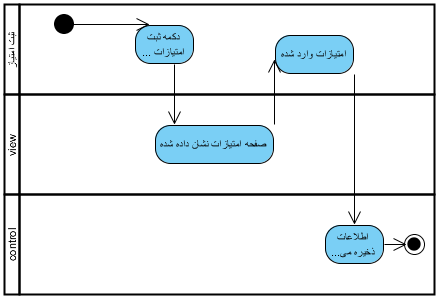 ثبت امتیاز
دکمه ثبت
امتیازات ...
امتیازات وارد شده
view
صفحه امتیازات نشان داده شده
control
اطلاعات
ذخیره می...